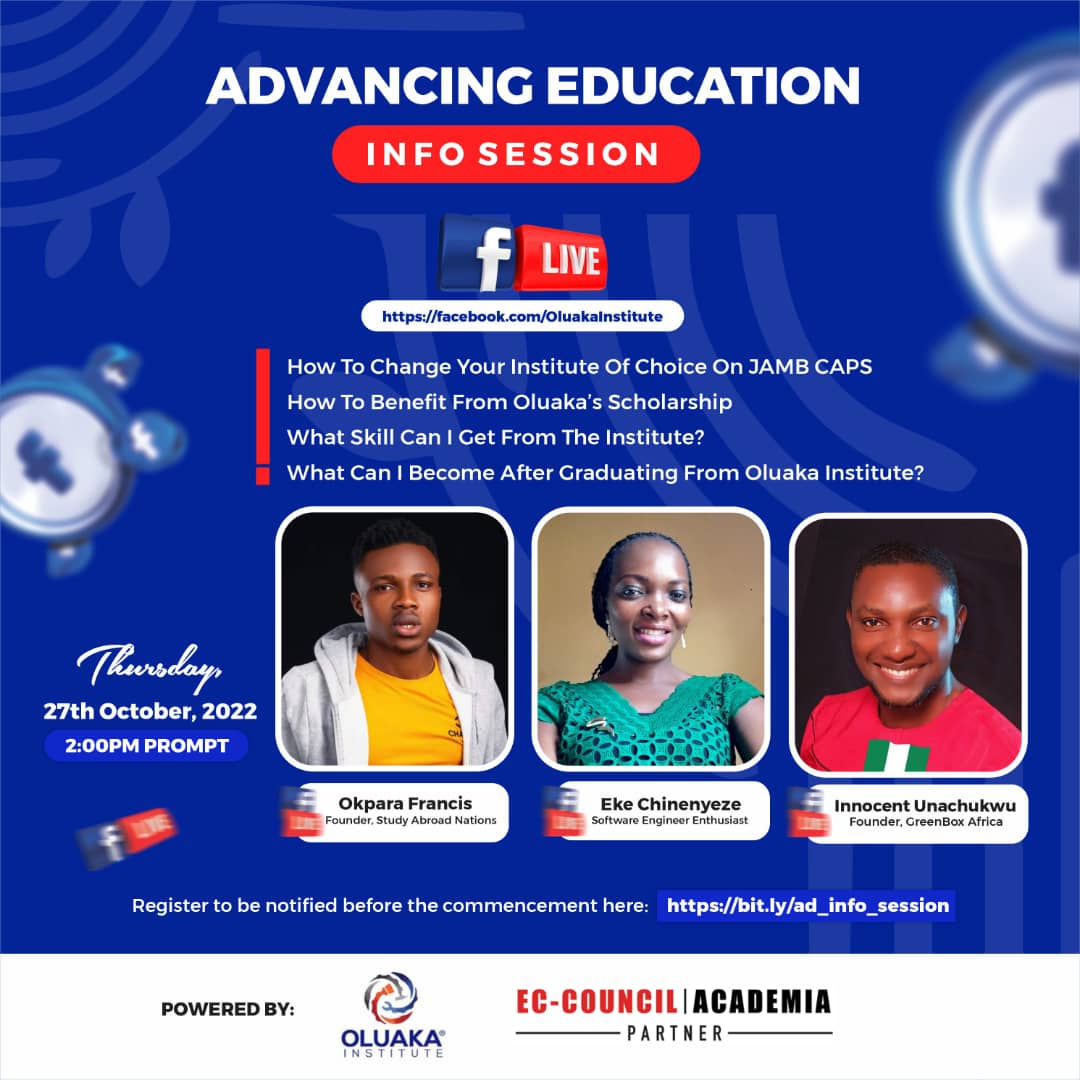 ADVANCING EDUCATION
INFO SESSION
f LIVE
https://facebook.com/OluakaInstitute
How To Change Your Institute Of Choice On JAMB CAPS
How To Benefit From Oluaka's Scholarship
What Skill Can I Get From The Institute?
What Can I Become After Graduating From Oluaka Institute?
Thursday,
27th October, 2022
2:00PM PROMPT
CHA
Okpara Francis
Founder, Study Abroad Nations
Eke Chinenyeze
Software Engineer Enthusiast
Innocent Unachukwu
Founder, GreenBox Africa
f LIVE
Register to be notified before the commencement here: https://bit.ly/ad_info_session
POWERED BY:
OLUAKA®
INSTITUTE
EC-COUNCIL | ACADEMIA
PARTNER